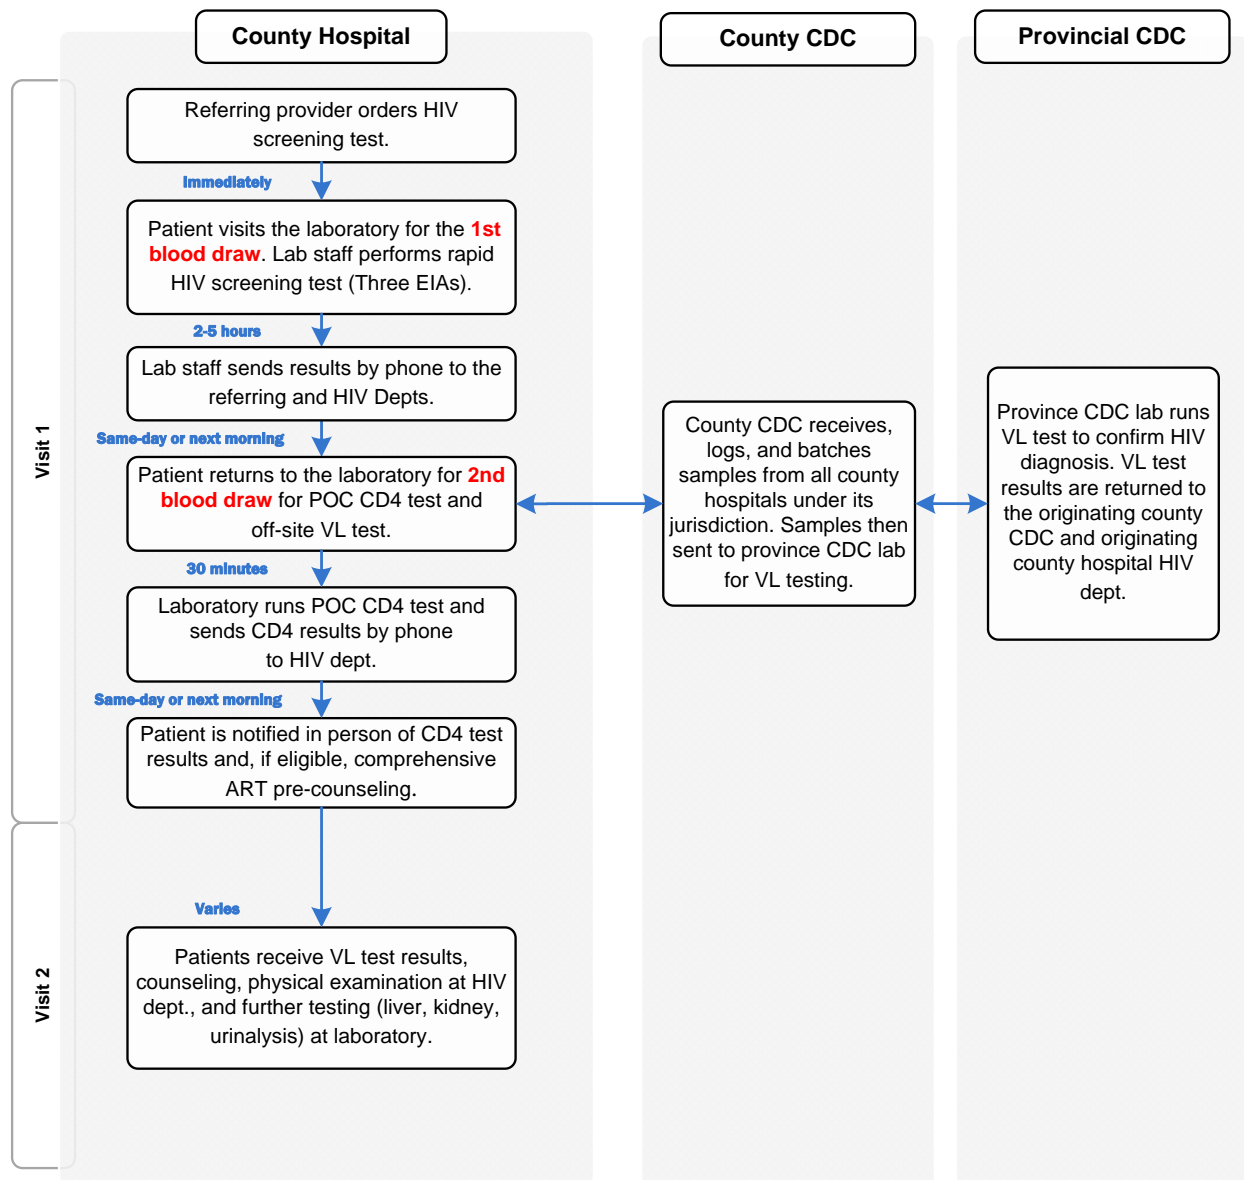 County Hospital
County CDC
Provincial CDC
Visit 1
Referring provider orders HIV
screening test.
Immediately
Patient visits the laboratory for the 1st
blood draw. Lab staff performs rapid
HIV screening test (Three EIAs).
2-5 hours
Lab staff sends results by phone to the
referring and HIV Depts.
Same-day or next morning
Patient returns to the laboratory for 2nd
blood draw for POC CD4 test and
off-site VL test.
30 minutes
Laboratory runs POC CD4 test and
sends CD4 results by phone
to HIV dept.
Same-day or next morning
Patient is notified in person of CD4 test
results and, if eligible, comprehensive
ART pre-counseling.
County CDC receives,
logs, and batches
samples from all county
hospitals under its
jurisdiction. Samples then
sent to province CDC lab
for VL testing.
Province CDC lab runs
VL test to confirm HIV
diagnosis. VL test
results are returned to
the originating county
CDC and originating
county hospital HIV
dept.
Visit 2
Varies
Patients receive VL test results,
counseling, physical examination at HIV
dept., and further testing (liver, kidney,
urinalysis) at laboratory.